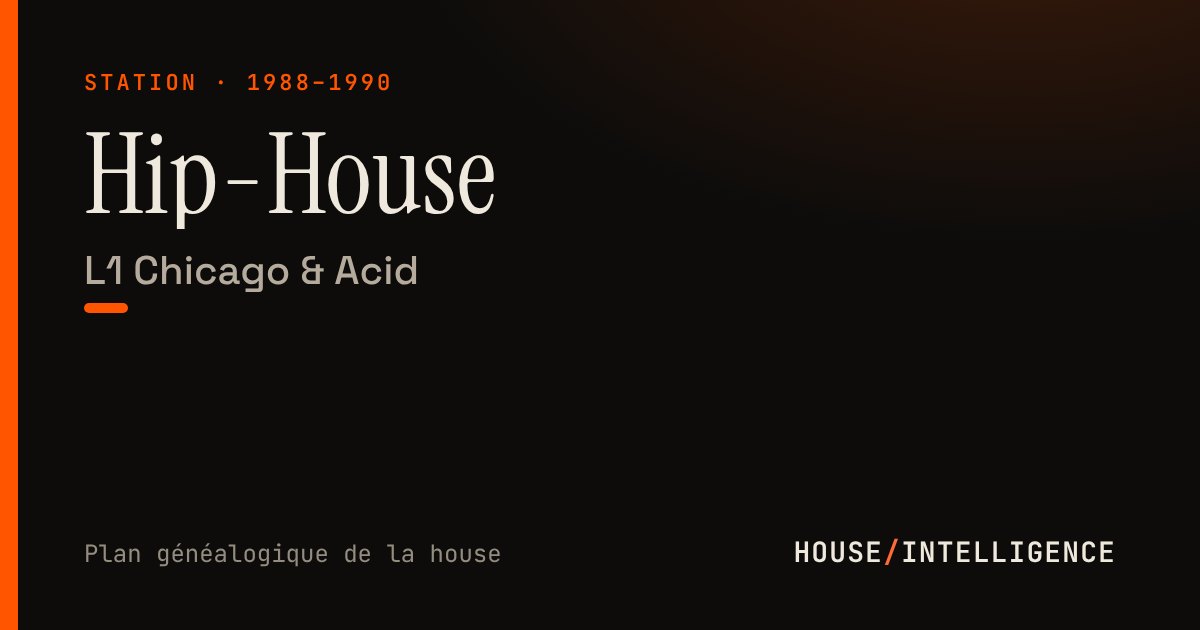 STATION · 1988–1990
Hip-House
L1 Chicago & Acid
Plan généalogique de la house
HOUSE/INTELLIGENCE